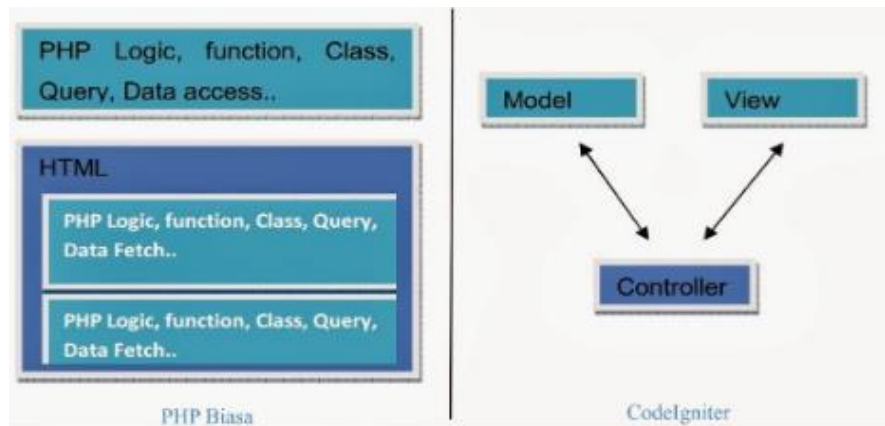 PHP Logic, function, Class,
Query, Data access..
HTML
PHP Logic, function, Class, Query,
Data Fetch..
PHP Logic, function, Class, Query,
Data Fetch..
PHP Biasa
Model
View
Controller
CodeIgniter